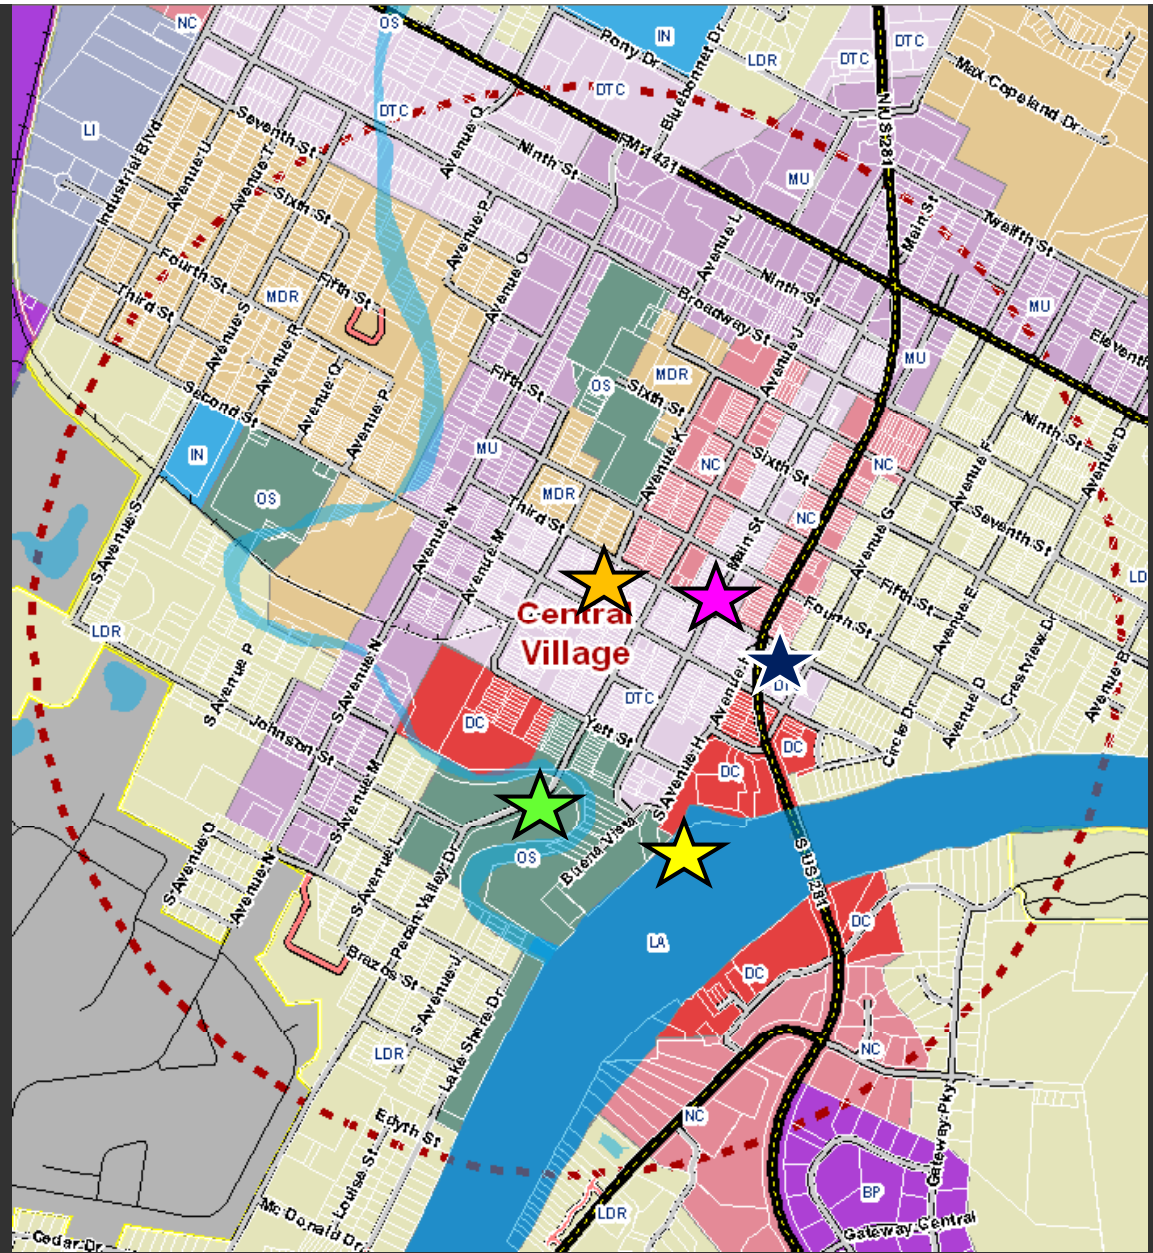 NC
OS
IN
Pony Dr
Bluebonnet Dr
LDR
DTC
DTC
Max Copeland Dr
DTC
DTC
N US 281
LI
Seventh St
Avenue Q
FM 1431
Ninth St
Industrial Blvd
Avenue U
Avenue T
MU
Sixth St
Avenue P
Avenue L
Main St
Twelfth St
Fourth St
Fifth St
MDR
Third St
Avenue O
Ninth St
Broadway St
MU
Avenue S
Avenue R
Avenue J
MU
Eleventh
Fifth St
MDR
OS
Sixth St
Second St
Avenue Q
Avenue P
Ninth St
Avenue D
IN
MU
Avenue K
NC
Sixth St
NC
Avenue F
OS
MDR
Third St
NC
Seventh St
S Avenue S
Avenue N
Avenue M
Main St
Avenue G
LD
Fifth St
Avenue E
Central
Village
Fourth St
LDR
Crestview Dr
S Avenue P
S Avenue N
DTC
Avenue H
Avenue B
DC
Yett St
Circle Dr
Avenue D
Johnson St
DC
S Avenue H
DC
S Avenue M
S US 281
S Avenue Q
OS
Buena Vista
Avenue N
S Avenue L
Pecan Valley Dr
LA
DC
DC
Brazos St
S Avenue J
Lake Shore Dr
LDR
NC
Edyth St
NC
Gateway Pky
Louise St
BP
LDR
Mc Donald Dr
Gateway Central
Cedar Dr